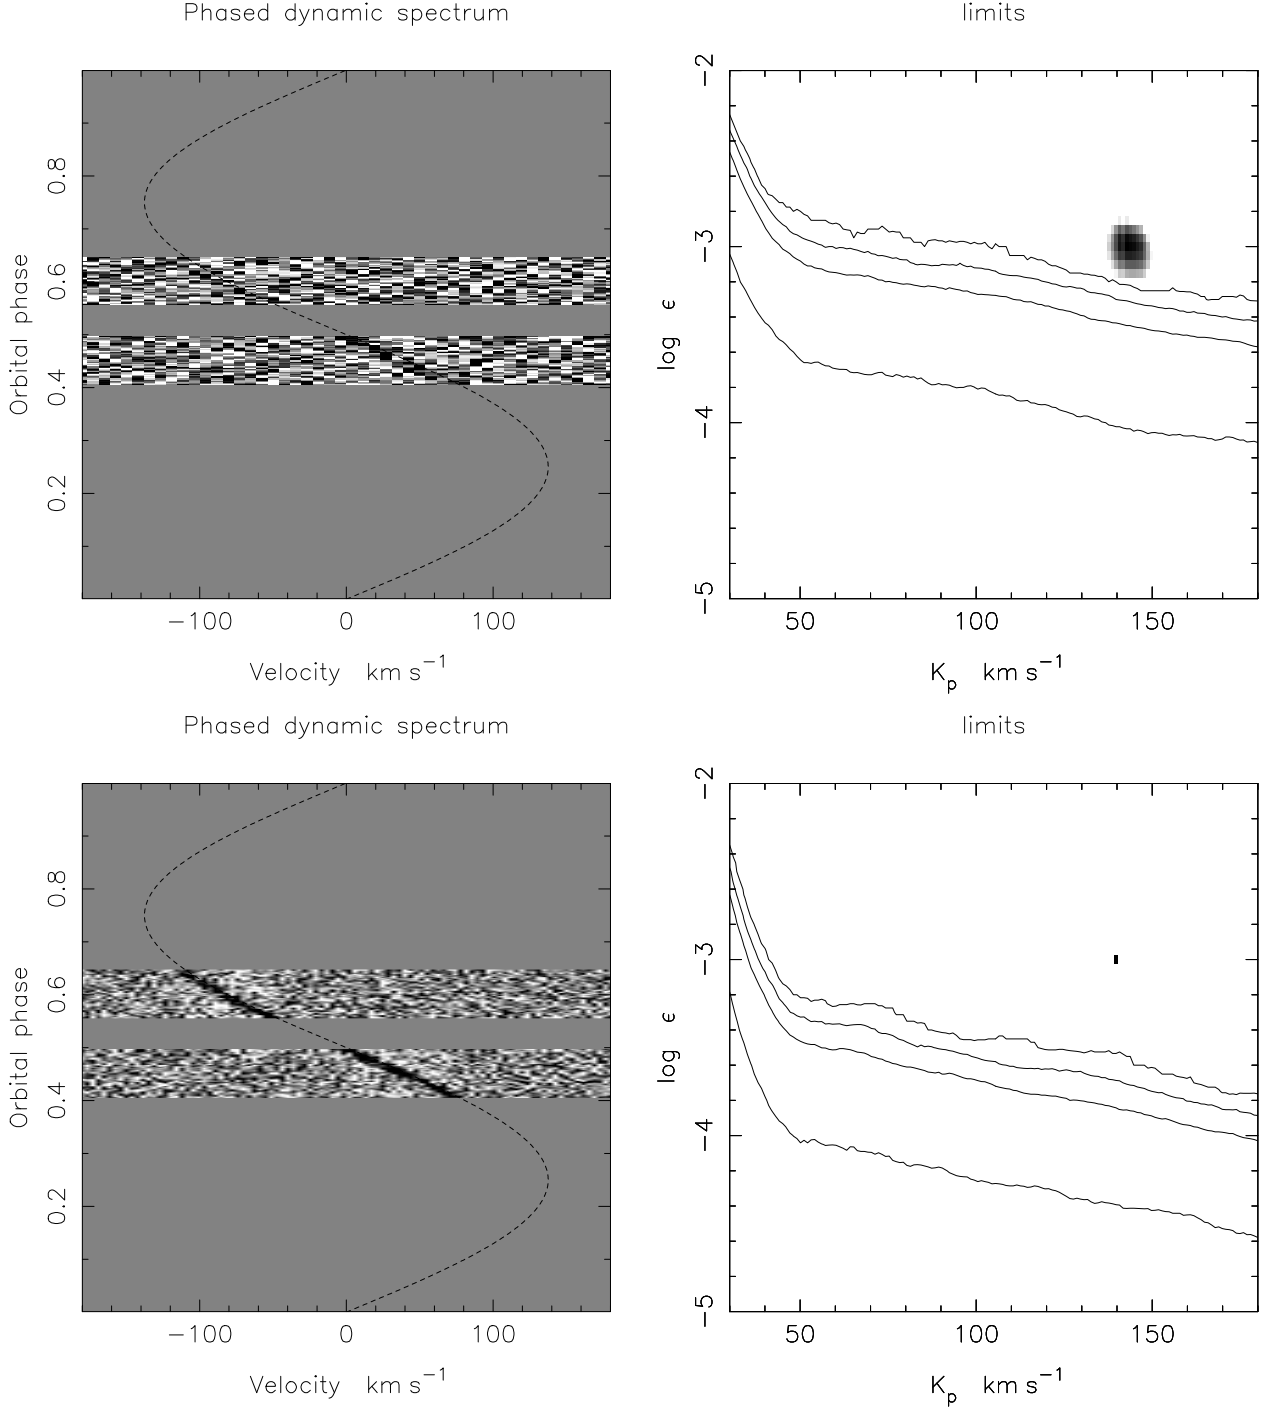 Phased dynamic spectrum
limits
Orbital phase
0.8
0.6
0.4
0.2
−100 0 100
Velocity km s−1
log ϵ
−2
−3
−4
−5
50 100 150
Kp km s−1
Phased dynamic spectrum
limits
Orbital phase
0.8
0.6
0.4
0.2
−100 0 100
Velocity km s−1
log ϵ
−2
−3
−4
−5
50 100 150
Kp km s−1